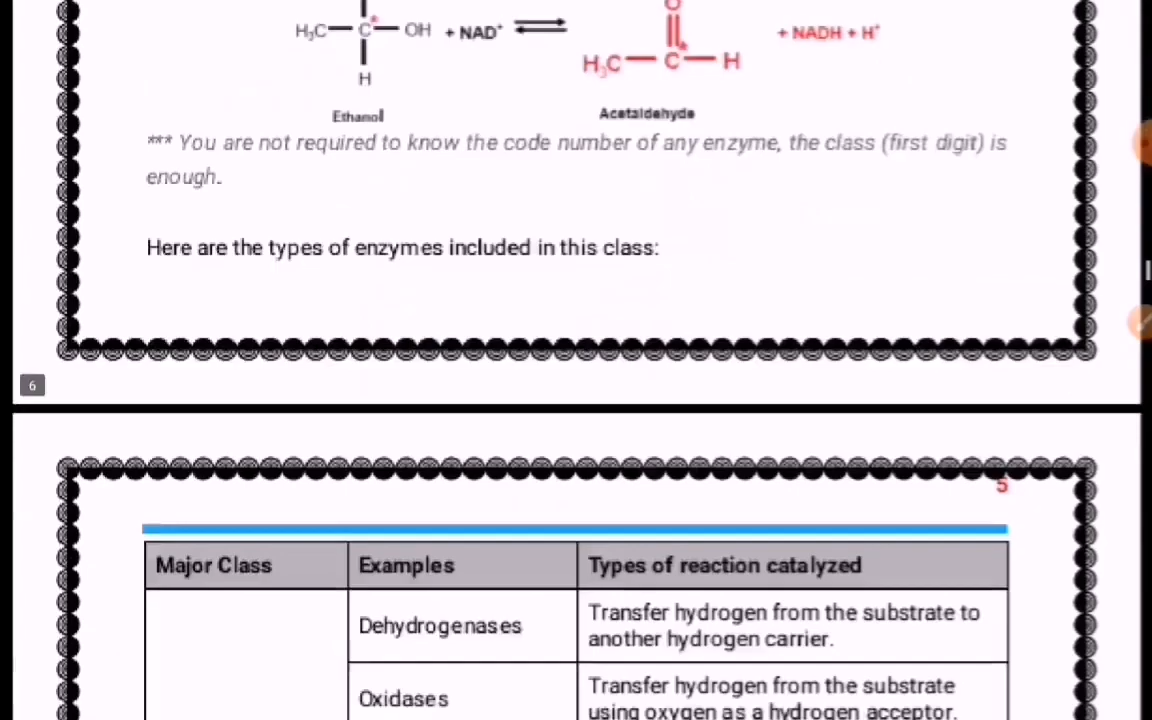 H₃C — C* — OH + NAD⁺ ⇌ O
H₃C — C* — H + NADH + H⁺
H
Ethanol Acetaldehyde
*** You are not required to know the code number of any enzyme, the class (first digit) is
enough.
Here are the types of enzymes included in this class:
6
5
Major Class Examples Types of reaction catalyzed
Dehydrogenases Transfer hydrogen from the substrate to
another hydrogen carrier.
Oxidases Transfer hydrogen from the substrate
using oxygen as a hydrogen acceptor.